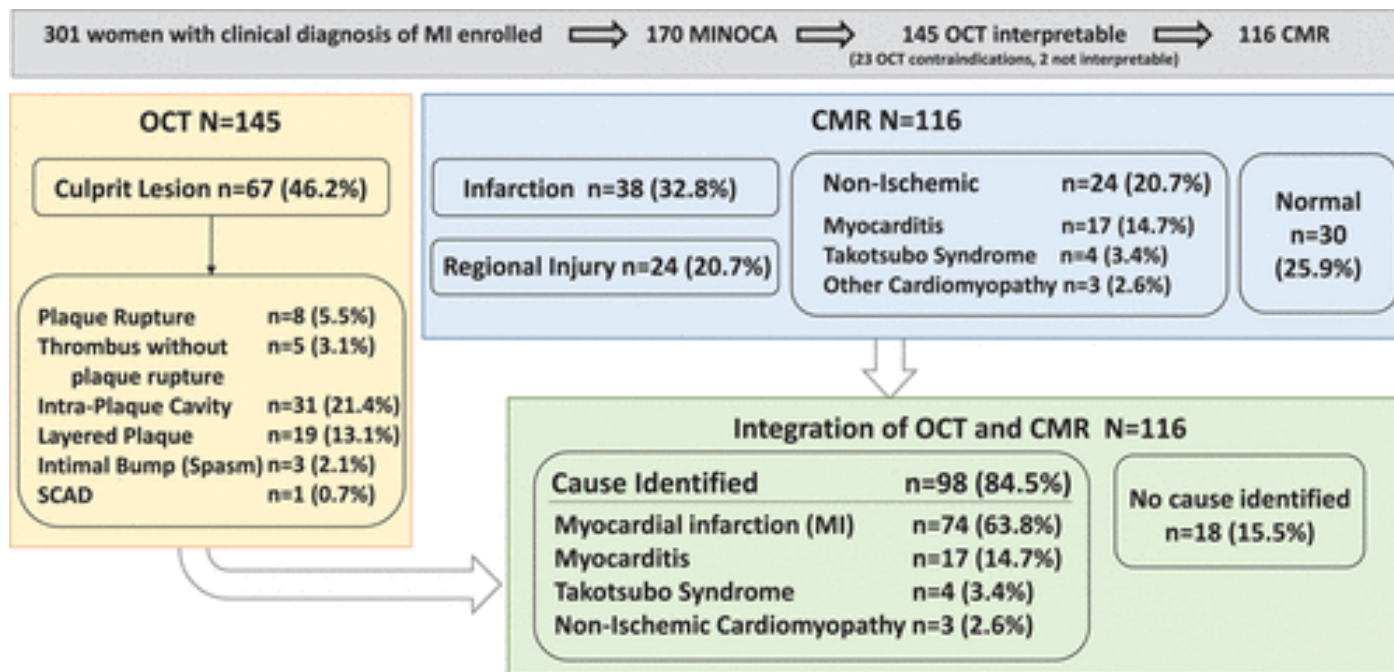 301 women with clinical diagnosis of MI enrolled 170 MINOCA 145 OCT interpretable 116 CMR
(23 OCT contraindications, 2 not interpretable)
OCT N=145
Culprit Lesion n=67 (46.2%)
Plaque Rupture n=8 (5.5%)
Thrombus without n=5 (3.1%)
plaque rupture
Intra-Plaque Cavity n=31 (21.4%)
Layered Plaque n=19 (13.1%)
Intimal Bump (Spasm) n=3 (2.1%)
SCAD n=1 (0.7%)
CMR N=116
Infarction n=38 (32.8%)
Regional Injury n=24 (20.7%)
Non-Ischemic n=24 (20.7%)
Myocarditis n=17 (14.7%)
Takotsubo Syndrome n=4 (3.4%)
Other Cardiomyopathy n=3 (2.6%)
Normal
n=30
(25.9%)
Integration of OCT and CMR N=116
Cause Identified n=98 (84.5%)
Myocardial infarction (MI) n=74 (63.8%)
Myocarditis n=17 (14.7%)
Takotsubo Syndrome n=4 (3.4%)
Non-Ischemic Cardiomyopathy n=3 (2.6%)
No cause identified
n=18 (15.5%)